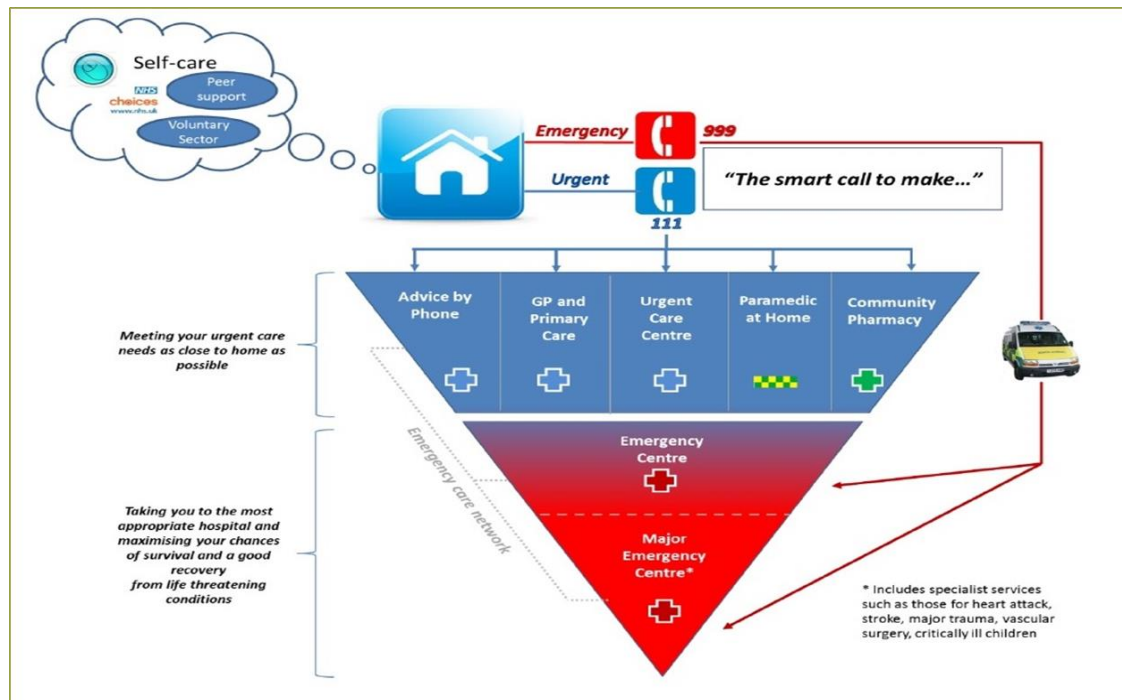 Self-care
Peer
support
NHS
choices
www.nhs.uk
Voluntary
Sector
Emergency
999
Urgent
111
“The smart call to make…”
Advice by
Phone
GP and
Primary
Care
Urgent
Care
Centre
Paramedic
at Home
Community
Pharmacy
Meeting your urgent care
needs as close to home as
possible
Emergency care network
Emergency
Centre
Major
Emergency
Centre*
Taking you to the most
appropriate hospital and
maximising your chances
of survival and a good
recovery
from life threatening
conditions
* Includes specialist services
such as those for heart attack,
stroke, major trauma, vascular
surgery, critically ill children